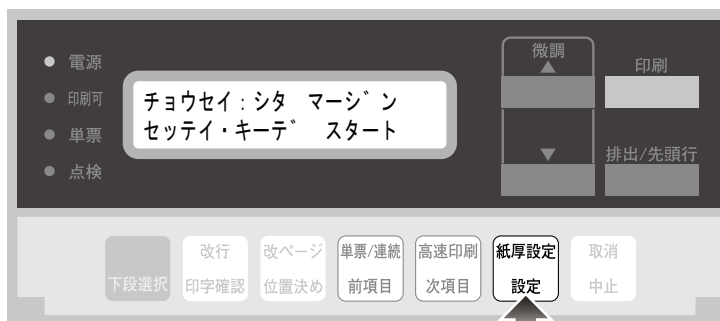 電源
印刷可
単票
点検
チョウセイ:シタ マージ゛ン
セッテイ・キーデ゛ スタート
微調
▲
▼
印刷
排出/先頭行
下段選択
改行
印字確認
改ページ
位置決め
単票/連続
前項目
高速印刷
次項目
紙厚設定
設定
取消
中止